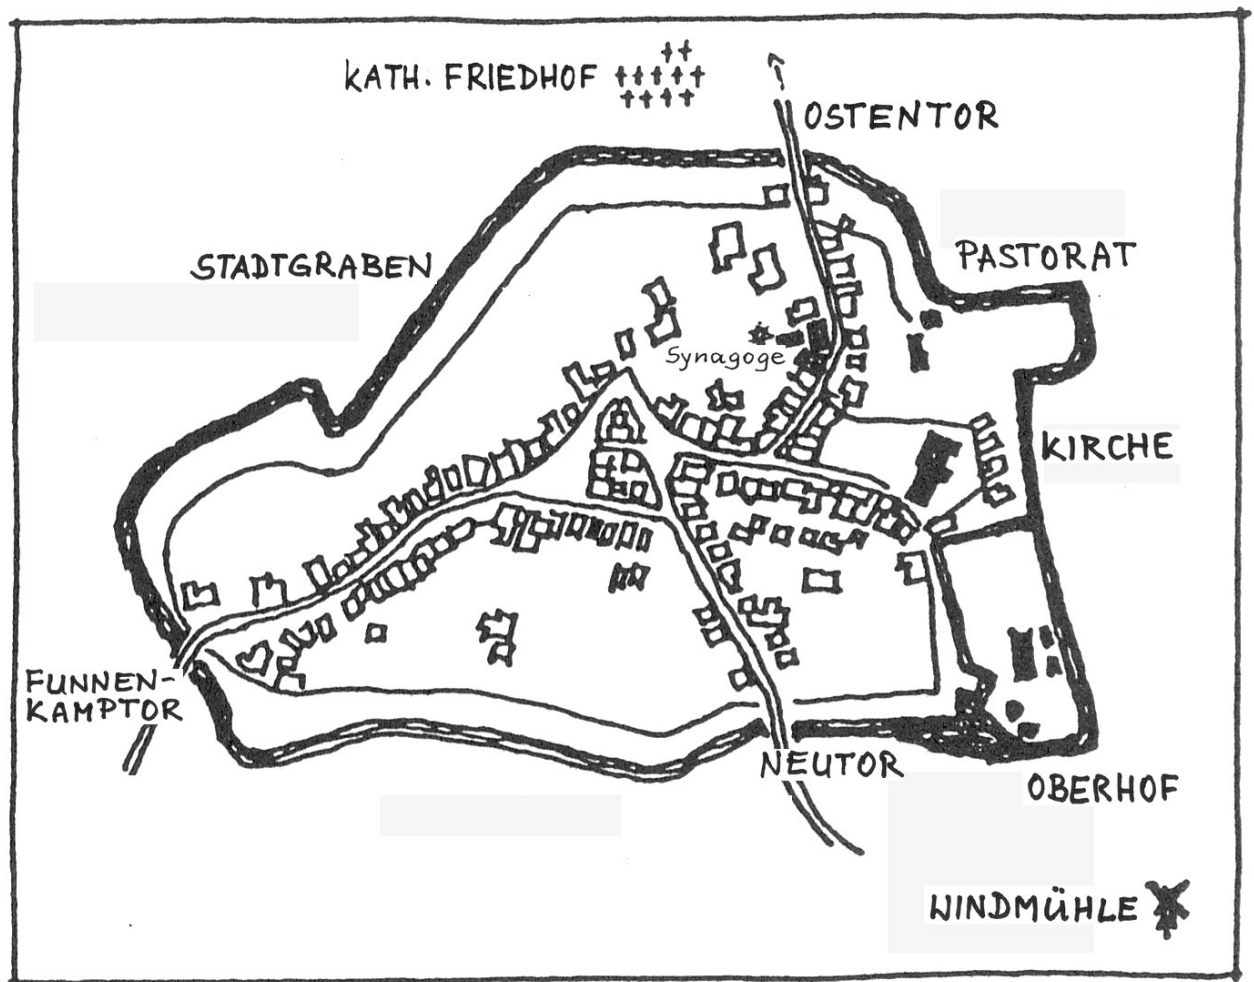 KATH. FRIEDHOF
OSTENTOR
STADTGRABEN
PASTORAT
Synagoge
KIRCHE
FUNNEN-
KAMPTOR
NEUTOR
OBERHOF
WINDMÜHLE